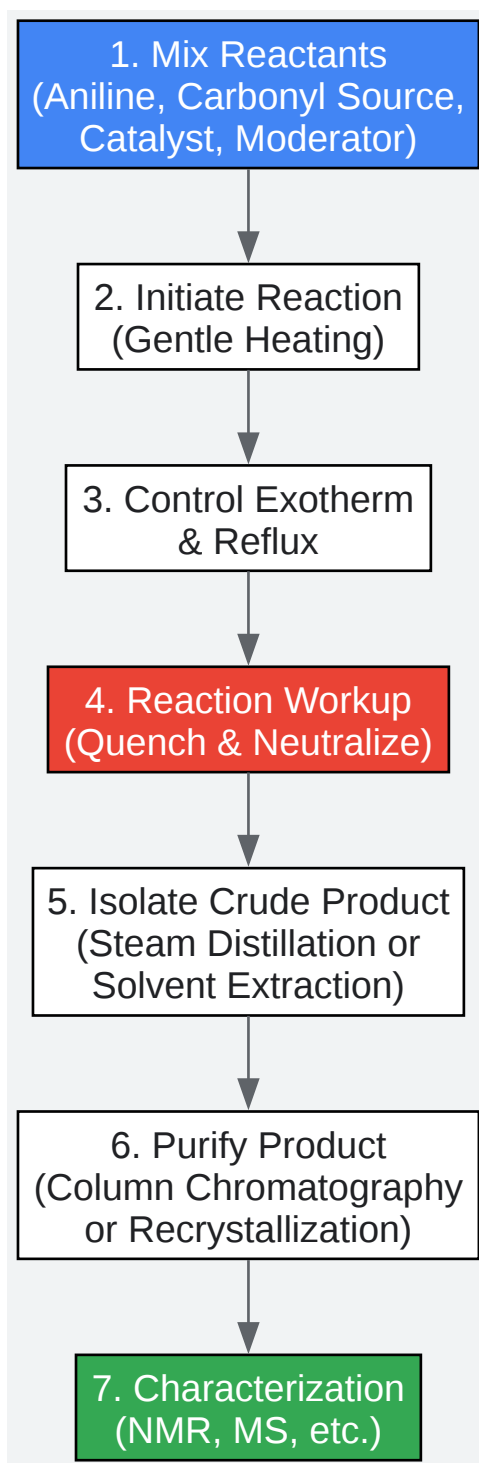 1. Mix Reactants
(Aniline, Carbonyl Source,
Catalyst, Moderator)
2. Initiate Reaction
(Gentle Heating)
3. Control Exotherm
& Reflux
4. Reaction Workup
(Quench & Neutralize)
5. Isolate Crude Product
(Steam Distillation or
Solvent Extraction)
6. Purify Product
(Column Chromatography
or Recrystallization)
7. Characterization
(NMR, MS, etc.)